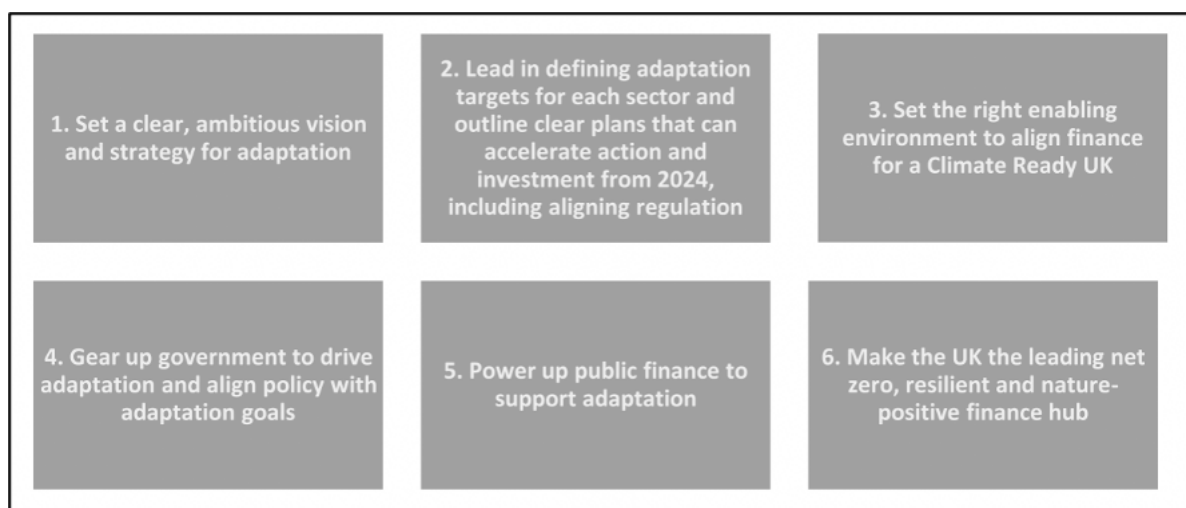 1. Set a clear, ambitious vision
and strategy for adaptation
2. Lead in defining adaptation
targets for each sector and
outline clear plans that can
accelerate action and
investment from 2024,
including aligning regulation
3. Set the right enabling
environment to align finance
for a Climate Ready UK
4. Gear up government to drive
adaptation and align policy with
adaptation goals
5. Power up public finance to
support adaptation
6. Make the UK the leading net
zero, resilient and nature-
positive finance hub